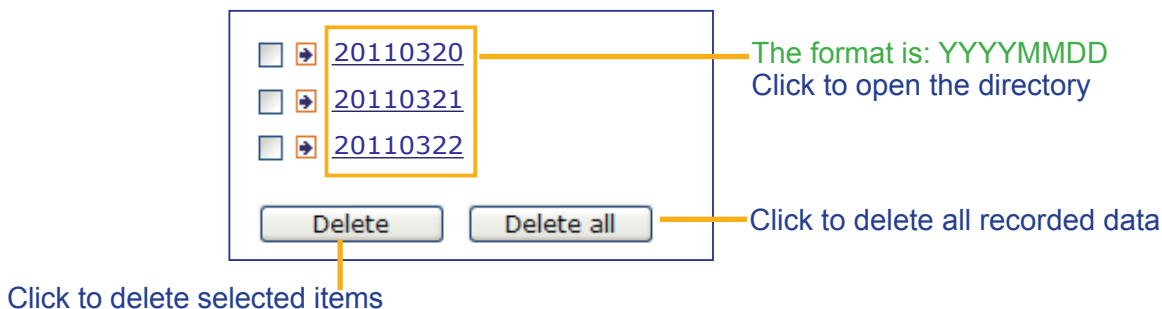 20110320
The format is: YYYYMMDD
Click to open the directory
20110321
20110322
Delete
Delete all
Click to delete all recorded data
Click to delete selected items